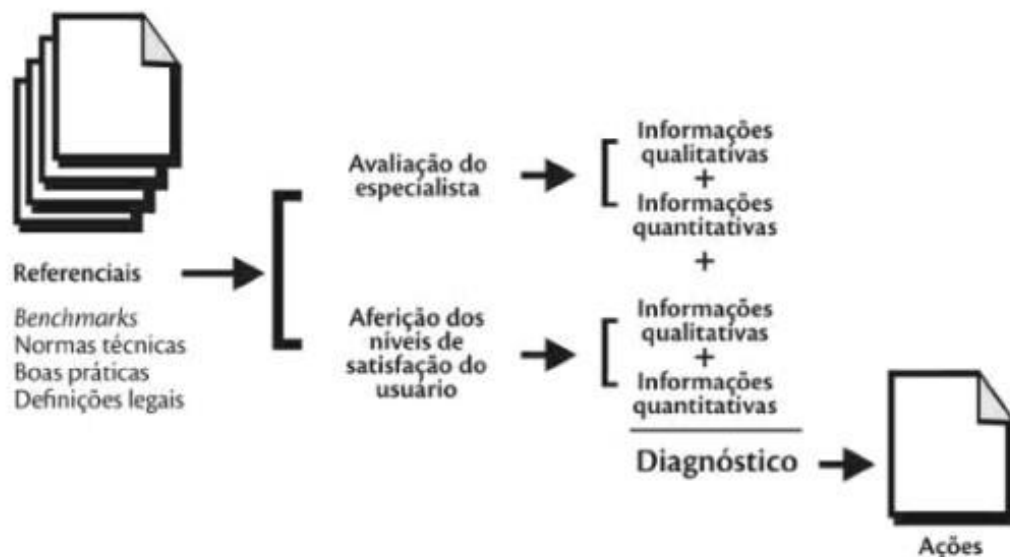 Referenciais
Benchmarks
Normas técnicas
Boas práticas
Definições legais
Avaliação do
especialista
Aferição dos
níveis de
satisfação do
usuário
Informações
qualitativas
+
Informações
quantitativas
+
Informações
qualitativas
+
Informações
quantitativas
Diagnóstico
Ações